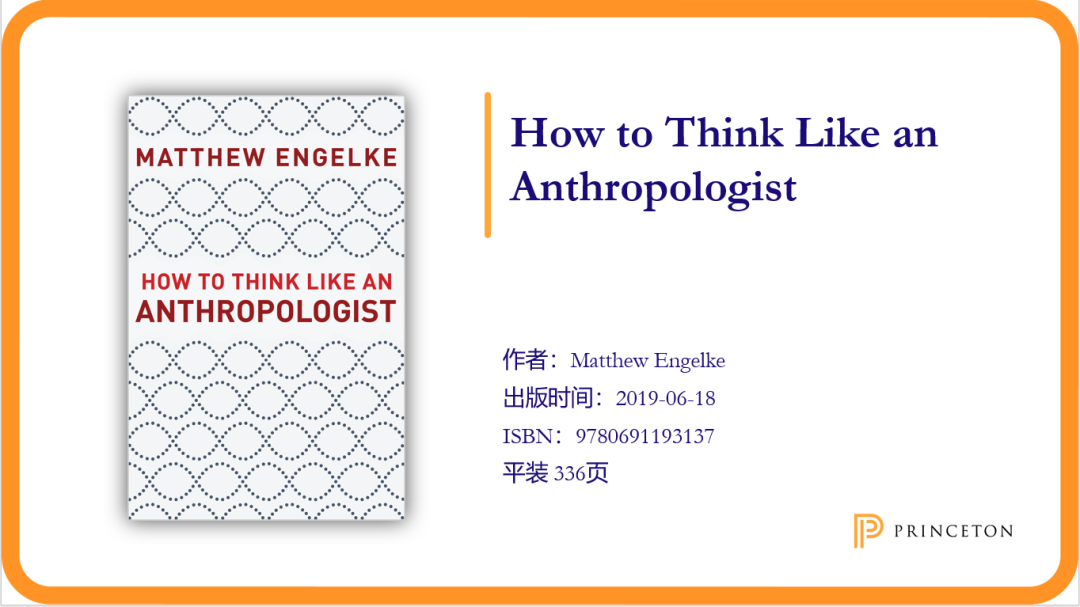 MATTHEW ENGELKE
HOW TO THINK LIKE AN
ANTHROPOLOGIST
How to Think Like an
Anthropologist
作者：Matthew Engelke
出版时间：2019-06-18
ISBN：9780691193137
平装 336页
PRINCETON